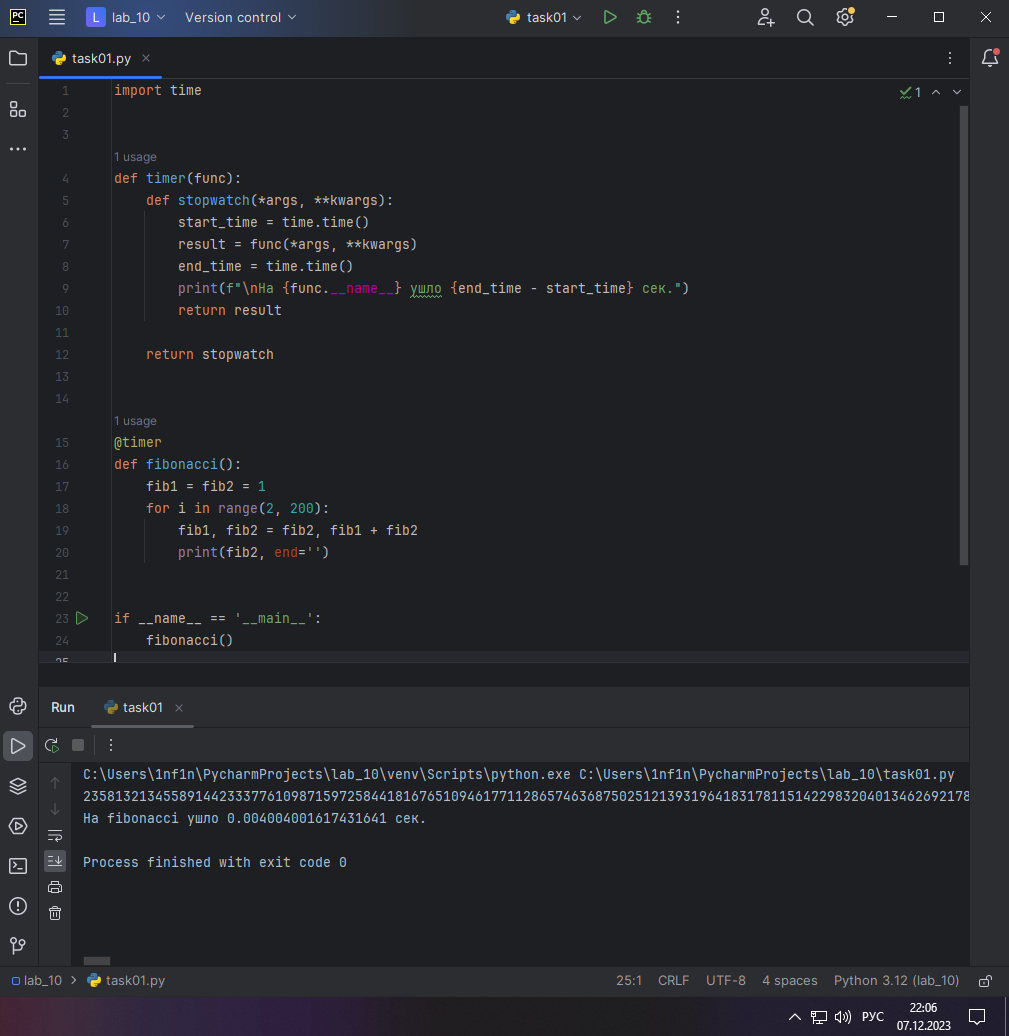 PC
L lab_10 Version control task01
task01.py
1 import time
2
3
1 usage
4 def timer(func):
5     def stopwatch(*args, **kwargs):
6         start_time = time.time()
7         result = func(*args, **kwargs)
8         end_time = time.time()
9         print(f"\nНа {func.__name__} ушло {end_time - start_time} сек.")
10         return result
11
12     return stopwatch
13
14
1 usage
15 @timer
16 def fibonacci():
17     fib1 = fib2 = 1
18     for i in range(2, 200):
19         fib1, fib2 = fib2, fib1 + fib2
20         print(fib2, end='')
21
22
23 if __name__ == '__main__':
24     fibonacci()
25
1
Run task01
C:\Users\1nf1n\PycharmProjects\lab_10\venv\Scripts\python.exe C:\Users\1nf1n\PycharmProjects\lab_10\task01.py
235813213455891442333776109871597258441816765109461771128657463687502512139319641831781151422983204013462692178
На fibonacci ушло 0.004004001617431641 сек.
Process finished with exit code 0
lab_10 task01.py 25:1 CRLF UTF-8 4 spaces Python 3.12 (lab_10)
РУС 22:06
07.12.2023